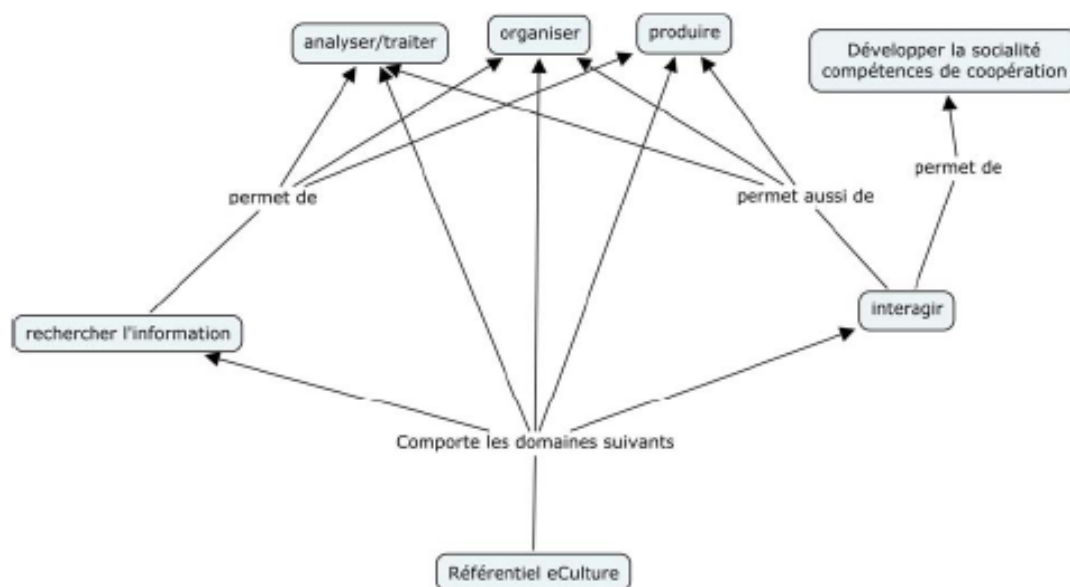 analyser/traiter
organiser
produire
Développer la socialité
compétences de coopération
permet de
permet aussi de
permet de
rechercher l'information
interagir
Comporte les domaines suivants
Référentiel eCulture